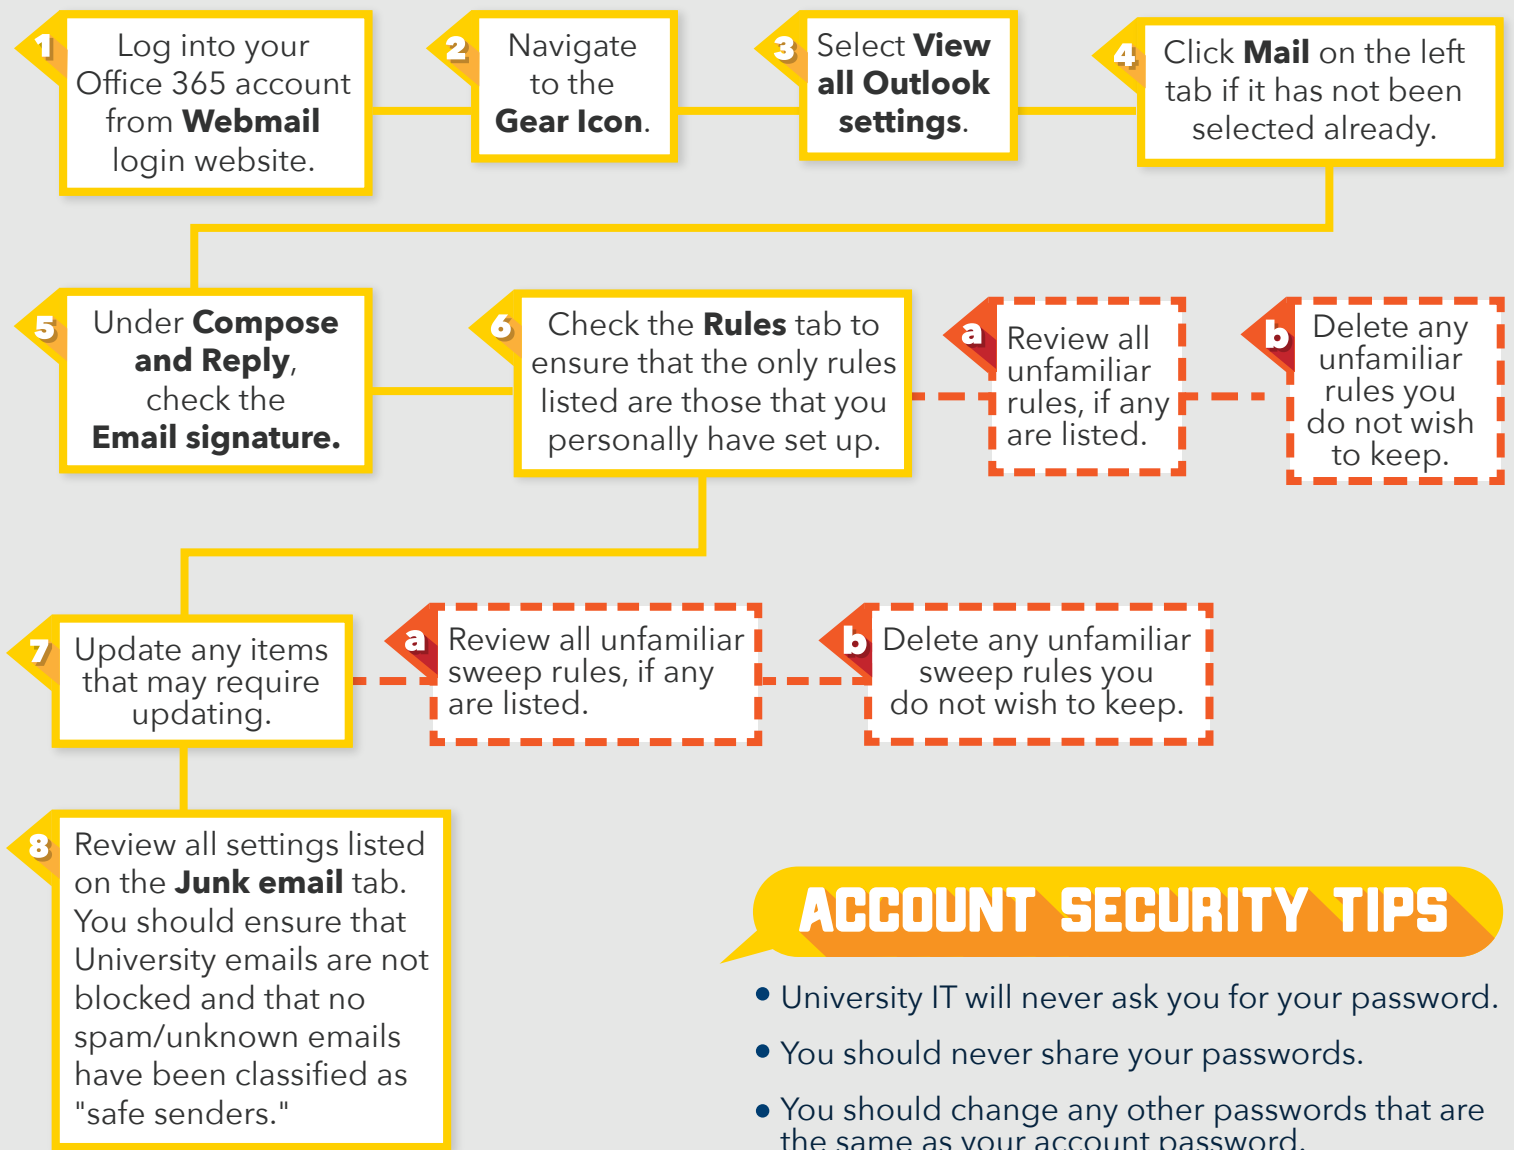 1
Log into your
Office 365 account
from Webmail
login website.
2
Navigate
to the
Gear Icon.
3
Select View
all Outlook
settings.
4
Click Mail on the left
tab if it has not been
selected already.
5
Under Compose
and Reply,
check the
Email signature.
6
Check the Rules tab to
ensure that the only rules
listed are those that you
personally have set up.
a
Review all
unfamiliar
rules, if any
are listed.
b
Delete any
unfamiliar
rules you
do not wish
to keep.
7
Update any items
that may require
updating.
a
Review all unfamiliar
sweep rules, if any
are listed.
b
Delete any unfamiliar
sweep rules you
do not wish to keep.
8
Review all settings listed
on the Junk email tab.
You should ensure that
University emails are not
blocked and that no
spam/unknown emails
have been classified as
"safe senders."
ACCOUNT SECURITY TIPS
• University IT will never ask you for your password.
• You should never share your passwords.
• You should change any other passwords that are
the same as your account password.